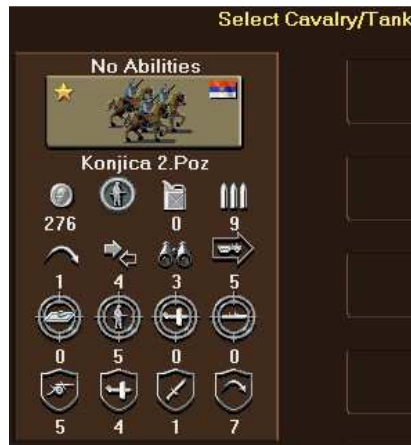 Select Cavalry/Tank
No Abilities
Konjica 2.Poz
276 0 9
1 4 3 5
0 5 0 0
5 4 1 7